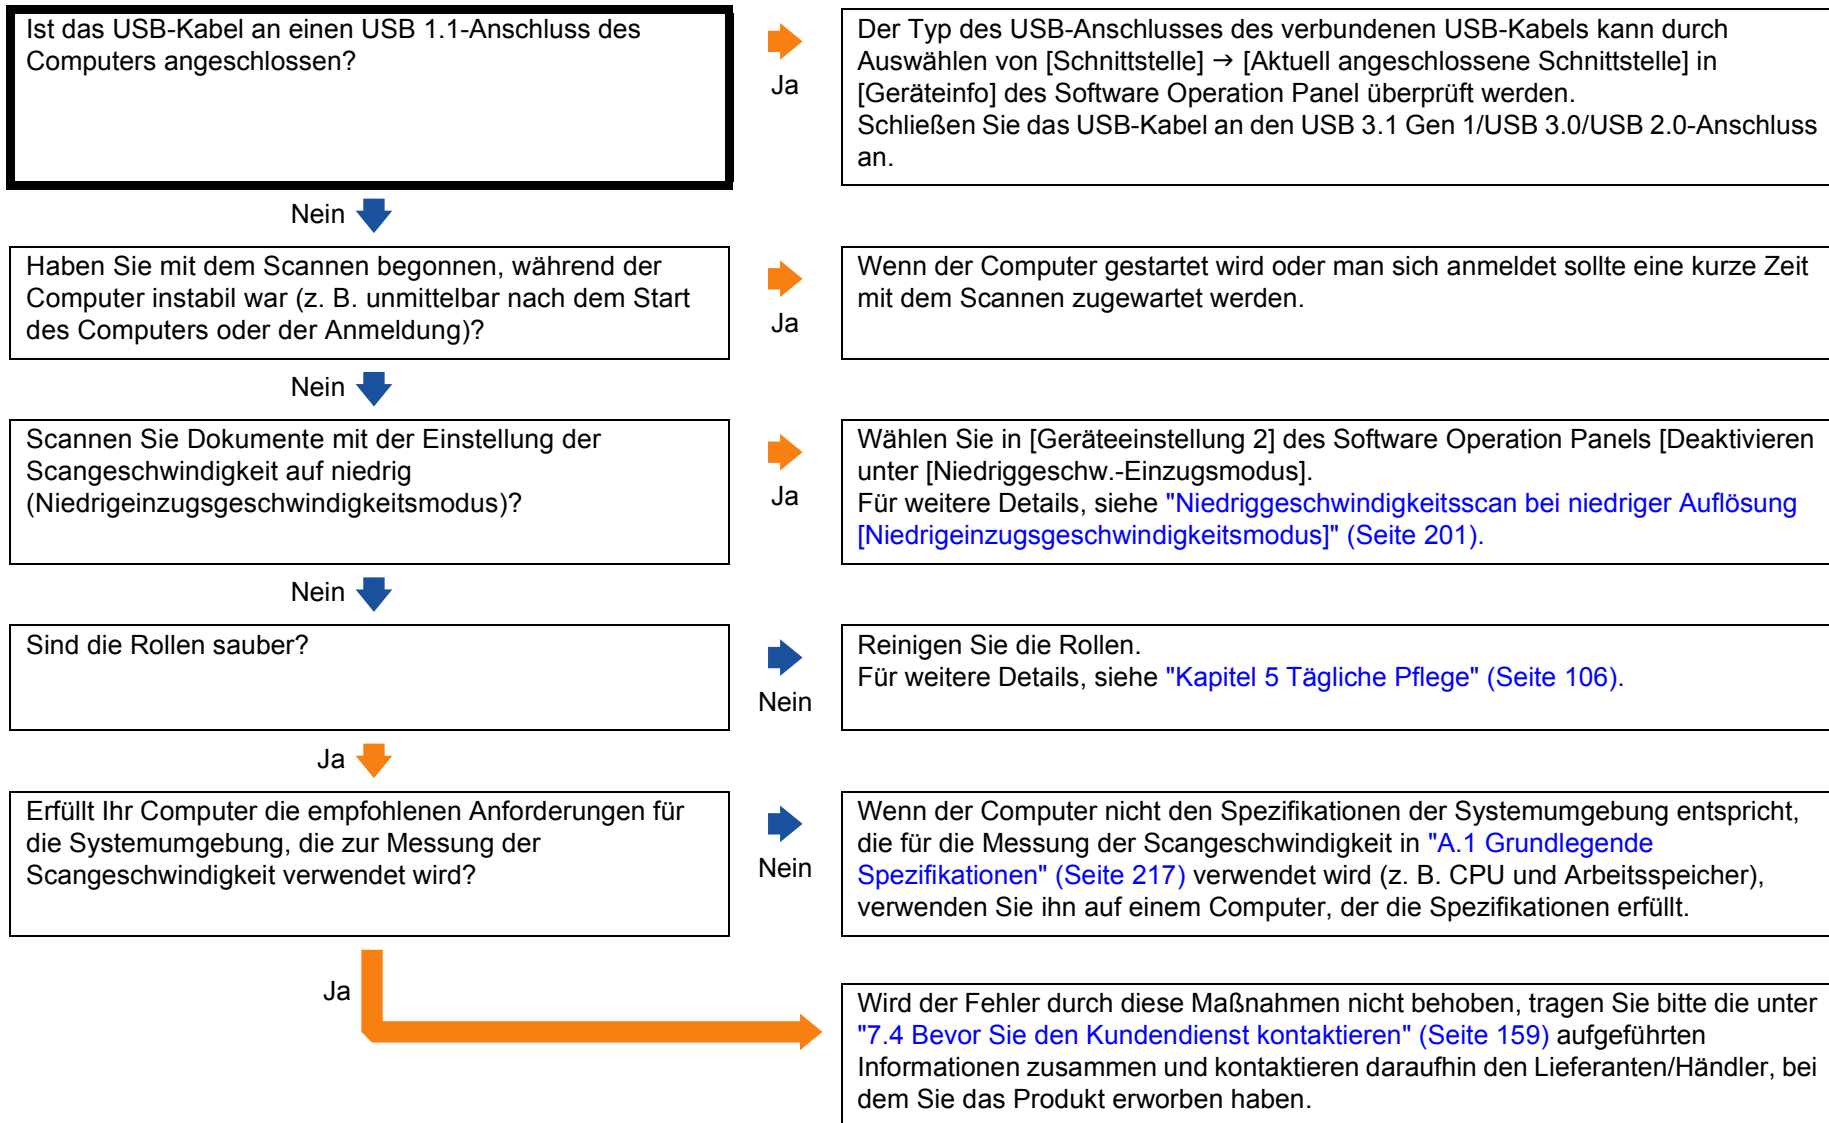 Ist das USB-Kabel an einen USB 1.1-Anschluss des
Computers angeschlossen?
Ja
Der Typ des USB-Anschlusses des verbundenen USB-Kabels kann durch
Auswählen von [Schnittstelle] → [Aktuell angeschlossene Schnittstelle] in
[Geräteinfo] des Software Operation Panel überprüft werden.
Schließen Sie das USB-Kabel an den USB 3.1 Gen 1/USB 3.0/USB 2.0-Anschluss
an.
Nein
Haben Sie mit dem Scannen begonnen, während der
Computer instabil war (z. B. unmittelbar nach dem Start
des Computers oder der Anmeldung)?
Ja
Wenn der Computer gestartet wird oder man sich anmeldet sollte eine kurze Zeit
mit dem Scannen zugewartet werden.
Nein
Scannen Sie Dokumente mit der Einstellung der
Scangeschwindigkeit auf niedrig
(Niedrigeinzugsgeschwindigkeitsmodus)?
Ja
Wählen Sie in [Geräteeinstellung 2] des Software Operation Panels [Deaktivieren
unter [Niedriggeschw.-Einzugsmodus].
Für weitere Details, siehe "Niedriggeschwindigkeitsscan bei niedriger Auflösung
[Niedrigeinzugsgeschwindigkeitsmodus]" (Seite 201).
Nein
Sind die Rollen sauber?
Nein
Reinigen Sie die Rollen.
Für weitere Details, siehe "Kapitel 5 Tägliche Pflege" (Seite 106).
Ja
Erfüllt Ihr Computer die empfohlenen Anforderungen für
die Systemumgebung, die zur Messung der
Scangeschwindigkeit verwendet wird?
Nein
Wenn der Computer nicht den Spezifikationen der Systemumgebung entspricht,
die für die Messung der Scangeschwindigkeit in "A.1 Grundlegende
Spezifikationen" (Seite 217) verwendet wird (z. B. CPU und Arbeitsspeicher),
verwenden Sie ihn auf einem Computer, der die Spezifikationen erfüllt.
Ja
Wird der Fehler durch diese Maßnahmen nicht behoben, tragen Sie bitte die unter
"7.4 Bevor Sie den Kundendienst kontaktieren" (Seite 159) aufgeführten
Informationen zusammen und kontaktieren daraufhin den Lieferanten/Händler, bei
dem Sie das Produkt erworben haben.